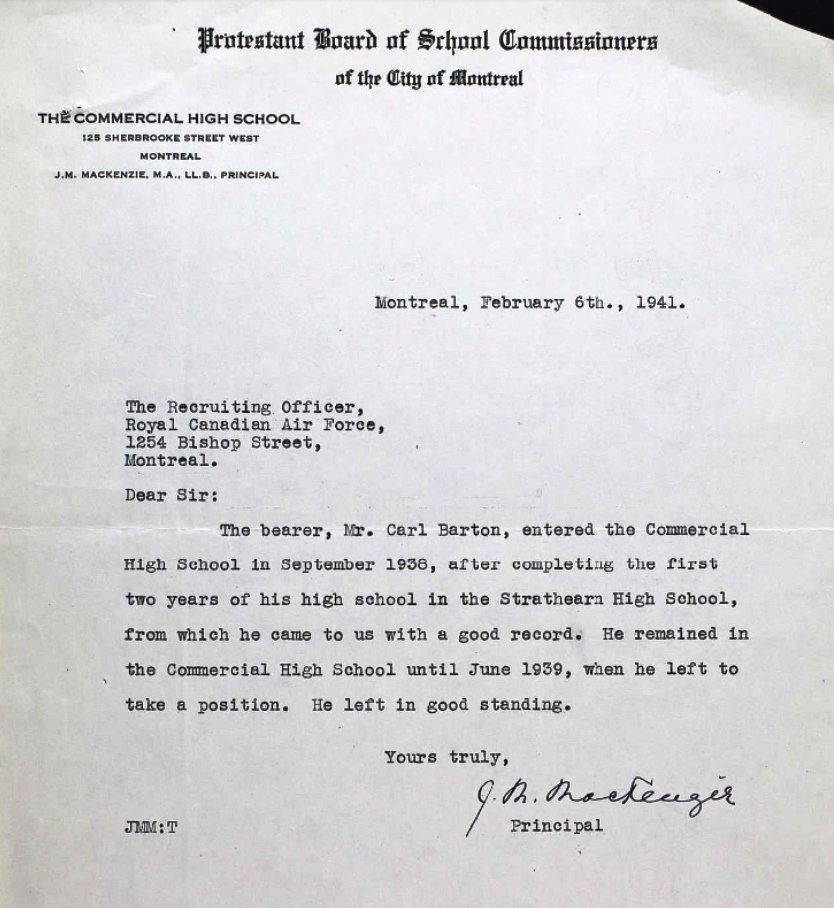 Protestant Board of School Commissioners
of the City of Montreal
THE COMMERCIAL HIGH SCHOOL
125 SHERBROOKE STREET WEST
MONTREAL
J.M. MACKENZIE, M.A., LL.B., PRINCIPAL
Montreal, February 6th., 1941.
The Recruiting Officer,
Royal Canadian Air Force,
1254 Bishop Street,
Montreal.
Dear Sir:
The bearer, Mr. Carl Barton, entered the Commercial
High School in September 1938, after completing the first
two years of his high school in the Strathearn High School,
from which he came to us with a good record. He remained in
the Commercial High School until June 1939, when he left to
take a position. He left in good standing.
Yours truly,
J. M. MacKenzie
JMM:T
Principal